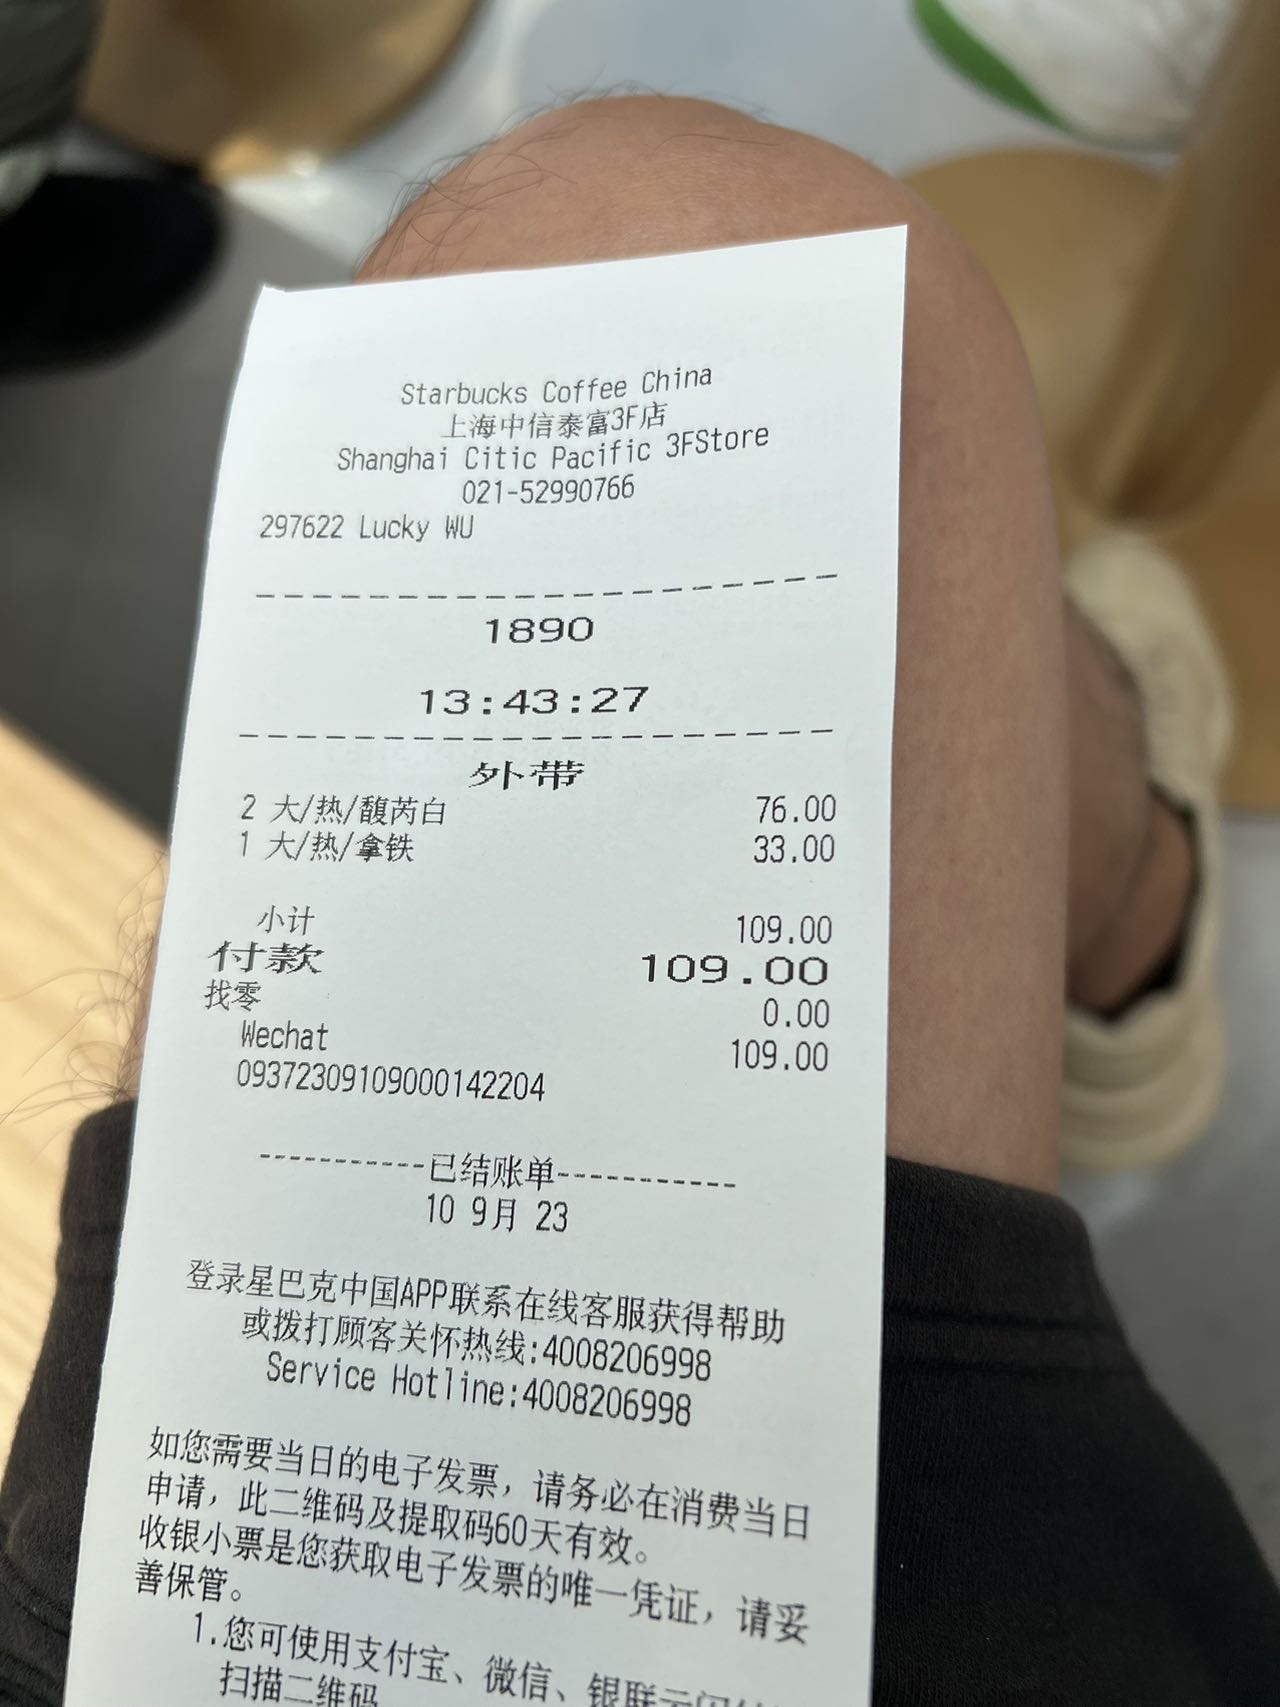 Starbucks Coffee China
上海中信泰富3F店
Shanghai Citic Pacific 3FStore
021-52990766
297622 Lucky WU
1890
13:43:27
外带
2 大/热/馥芮白 76.00
1 大/热/拿铁 33.00
小计 109.00
付款 109.00
找零 0.00
Wechat 109.00
09372309109000142204
-----------已结账单-----------
10 9月 23
登录星巴克中国APP联系在线客服获得帮助
或拨打顾客关怀热线:4008206998
Service Hotline:4008206998
如您需要当日的电子发票，请务必在消费当日
申请，此二维码及提取码60天有效。
收银小票是您获取电子发票的唯一凭证，请妥
善保管。
1.您可使用支付宝、微信、银联云闪付
扫描二维码